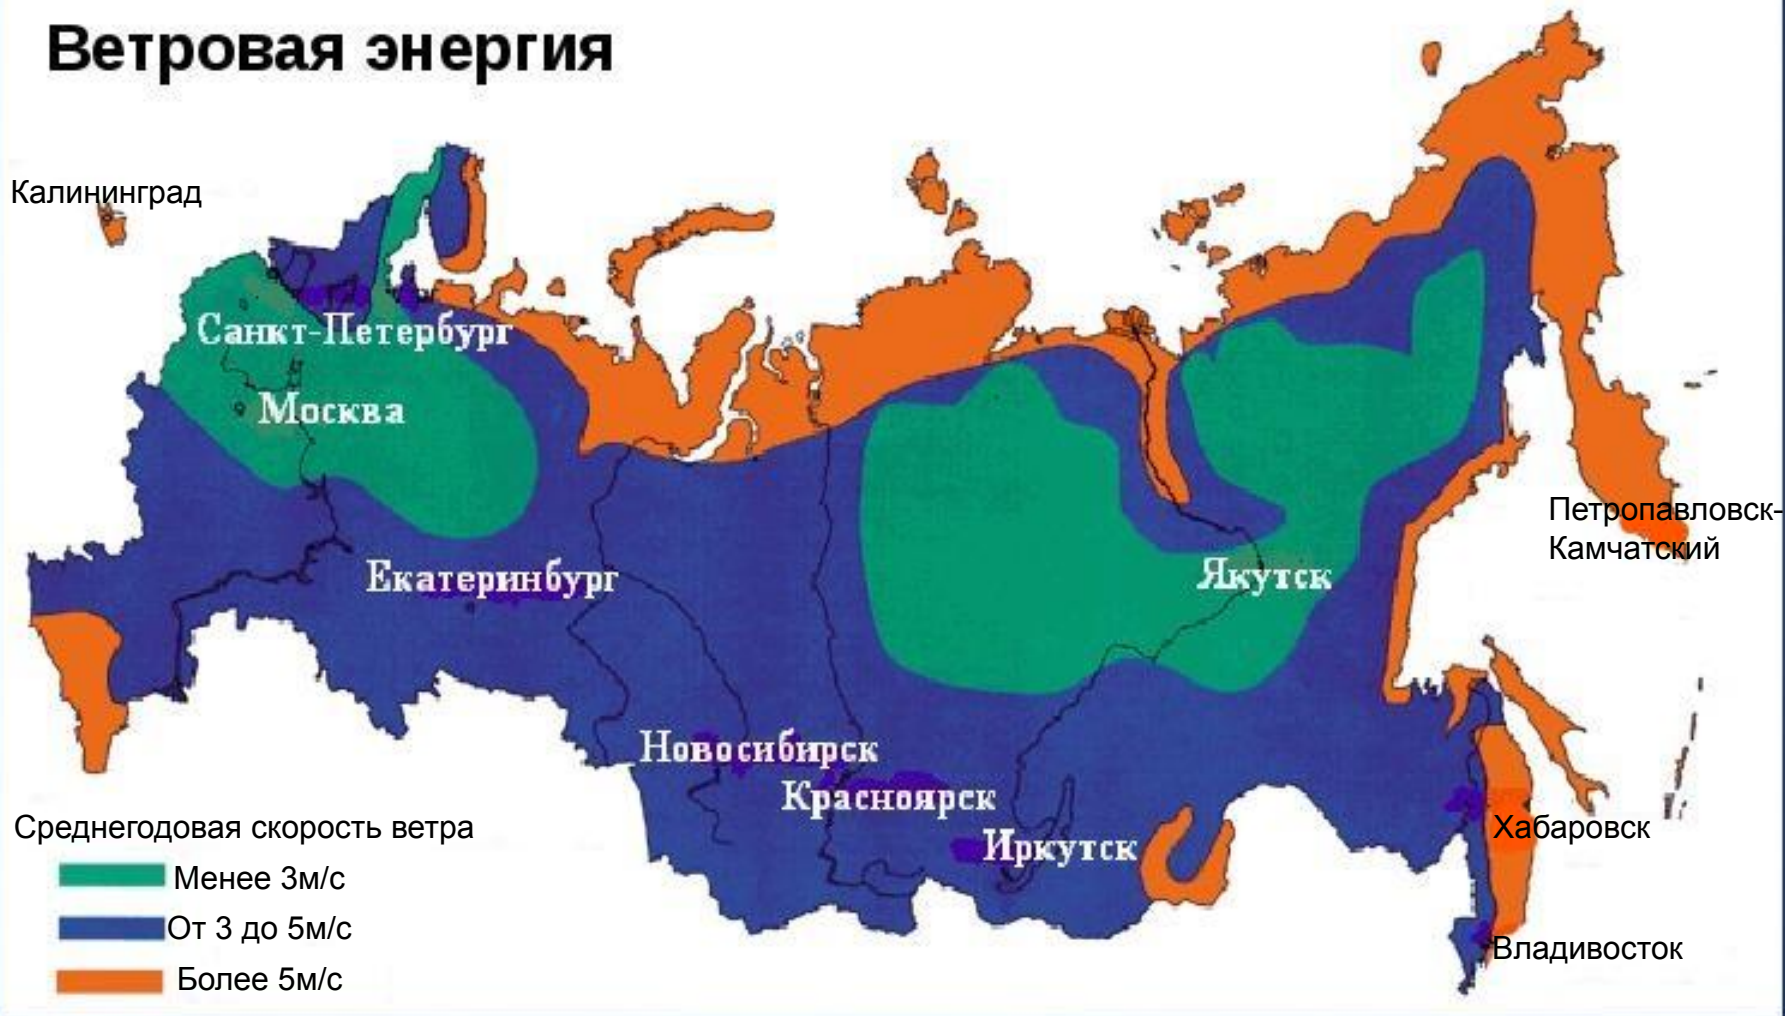 Ветровая энергия
Калининград
Санкт-Петербург
Москва
Петропавловск-
Камчатский
Екатеринбург
Якутск
Новосибирск
Красноярск
Иркутск
Хабаровск
Владивосток
Среднегодовая скорость ветра
Менее 3м/с
От 3 до 5м/с
Более 5м/с